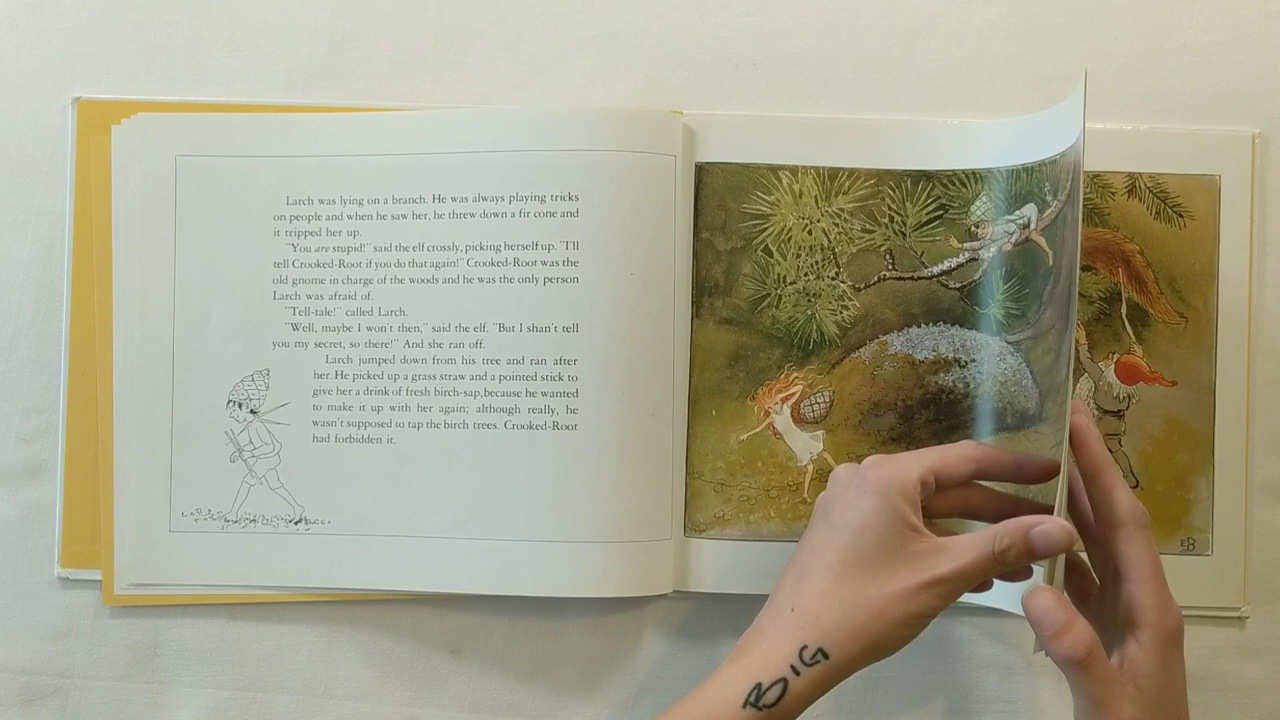 Larch was lying on a branch. He was always playing tricks
on people and when he saw her, he threw down a fir cone and
it tripped her up.
"You are stupid!" said the elf crossly, picking herself up. "I'll
tell Crooked-Root if you do that again!" Crooked-Root was the
old gnome in charge of the woods and he was the only person
Larch was afraid of.
"Tell-tale!" called Larch.
"Well, maybe I won't then," said the elf. "But I shan't tell
you my secret, so there!" And she ran off.
Larch jumped down from his tree and ran after
her. He picked up a grass straw and a pointed stick to
give her a drink of fresh birch-sap, because he wanted
to make it up with her again; although really, he
wasn't supposed to tap the birch trees. Crooked-Root
had forbidden it.
EB
BIG